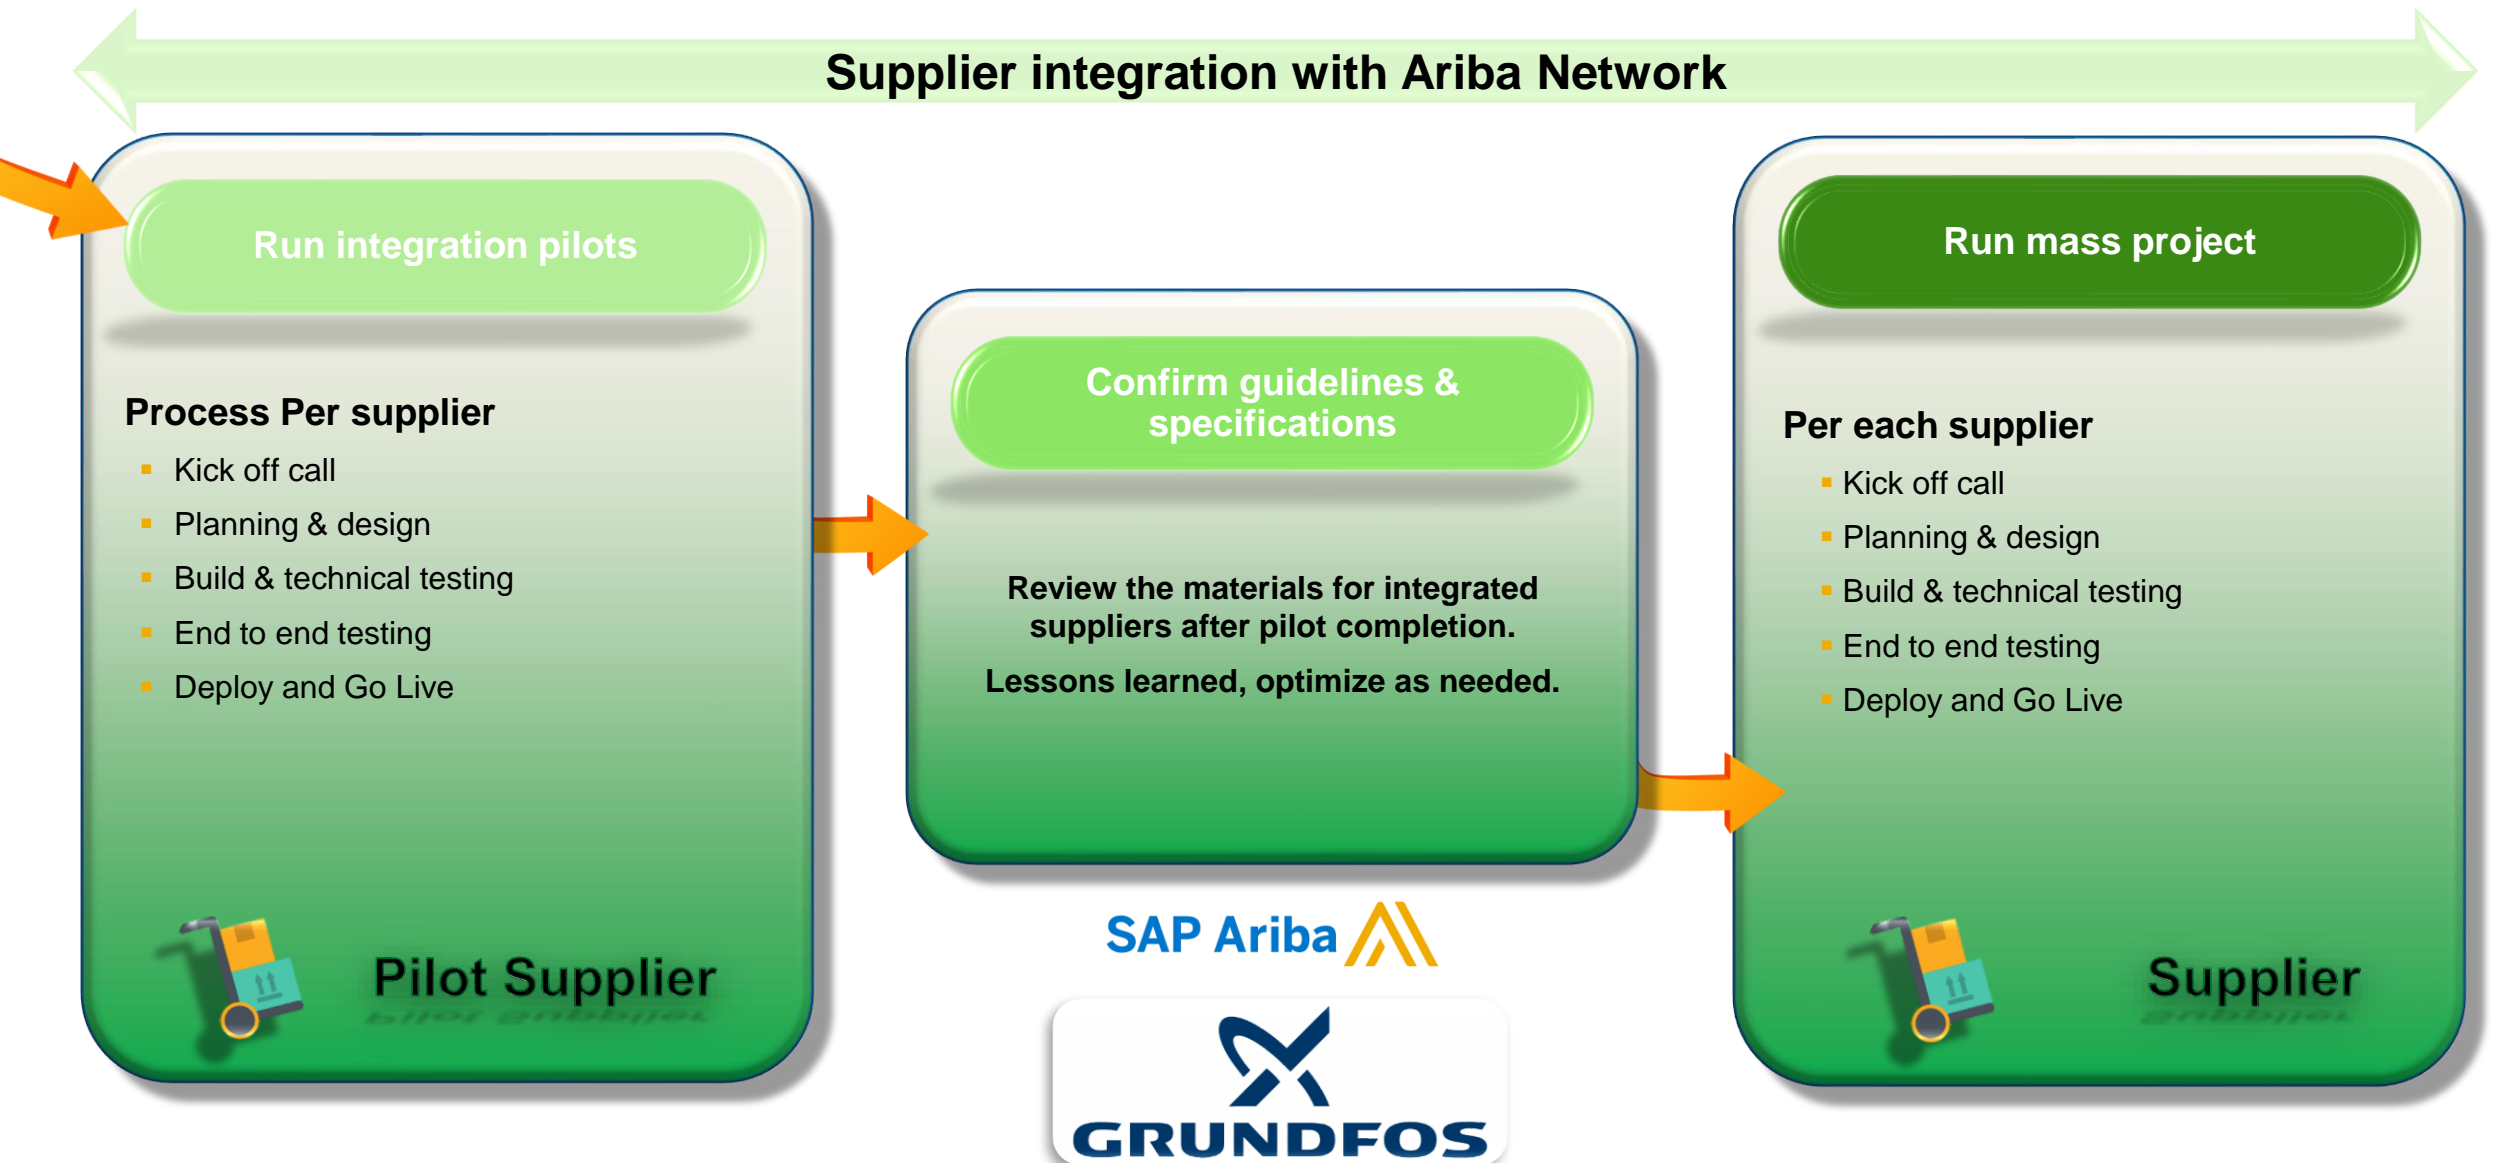 Supplier integration with Ariba Network
Run integration pilots
Process Per supplier
Kick off call
Planning & design
Build & technical testing
End to end testing
Deploy and Go Live
Pilot Supplier
Confirm guidelines &
specifications
Review the materials for integrated
suppliers after pilot completion.
Lessons learned, optimize as needed.
SAP Ariba
GRUNDFOS
Run mass project
Per each supplier
Kick off call
Planning & design
Build & technical testing
End to end testing
Deploy and Go Live
Supplier